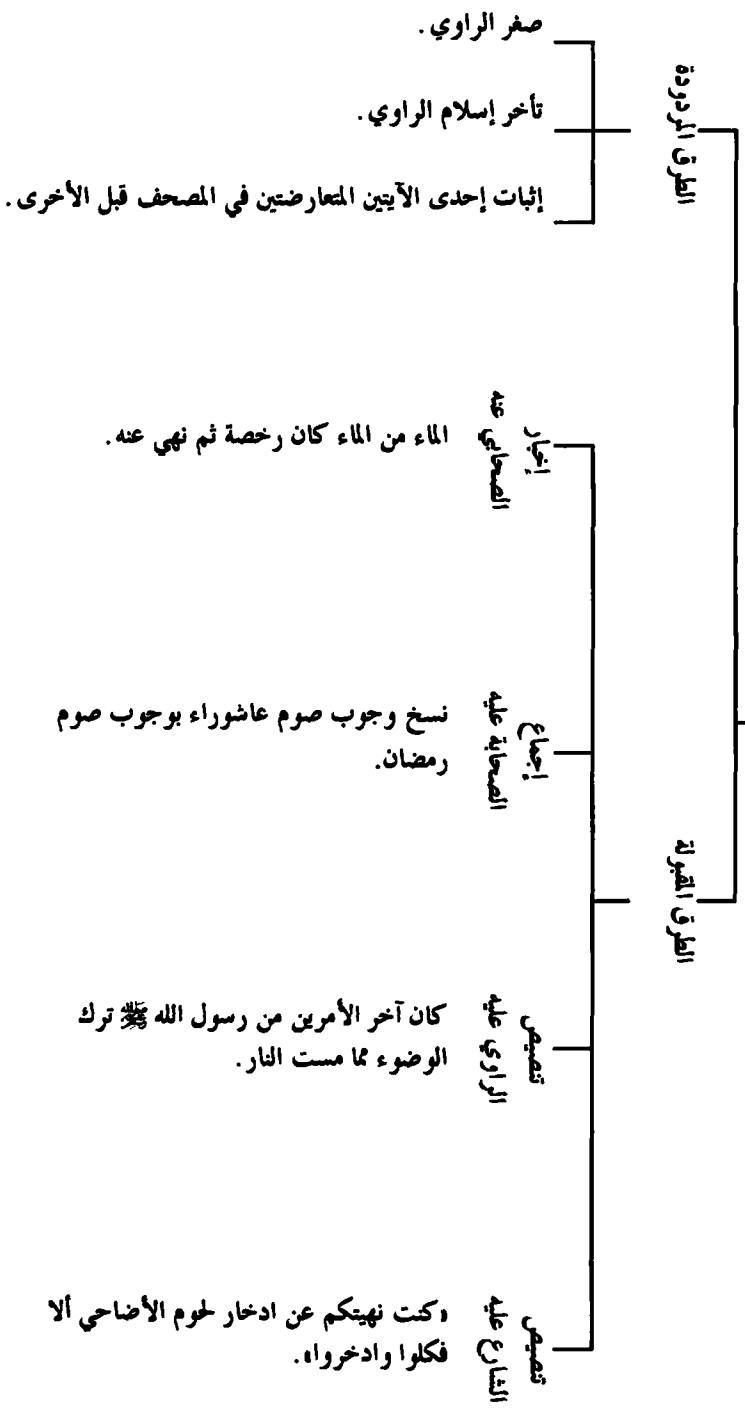 الطرق المردودة
صغر الراوي.
تأخر إسلام الراوي.
إثبات إحدى الآيتين المتعارضتين في المصحف قبل الأخرى.
الطرق المقبولة
إخبار
الصحابي عنه
الماء من الماء كان رخصة ثم نهي عنه.
إجماع
الصحابة عليه
نسخ وجوب صوم عاشوراء بوجوب صوم
رمضان.
تنصيص
الراوي عليه
كان آخر الأمرين من رسول الله ﷺ ترك
الوضوء مما مست النار.
تنصيص
الشارع عليه
«كنت نهيتكم عن ادخار لحوم الأضاحي ألا
فكلوا وادخروا».